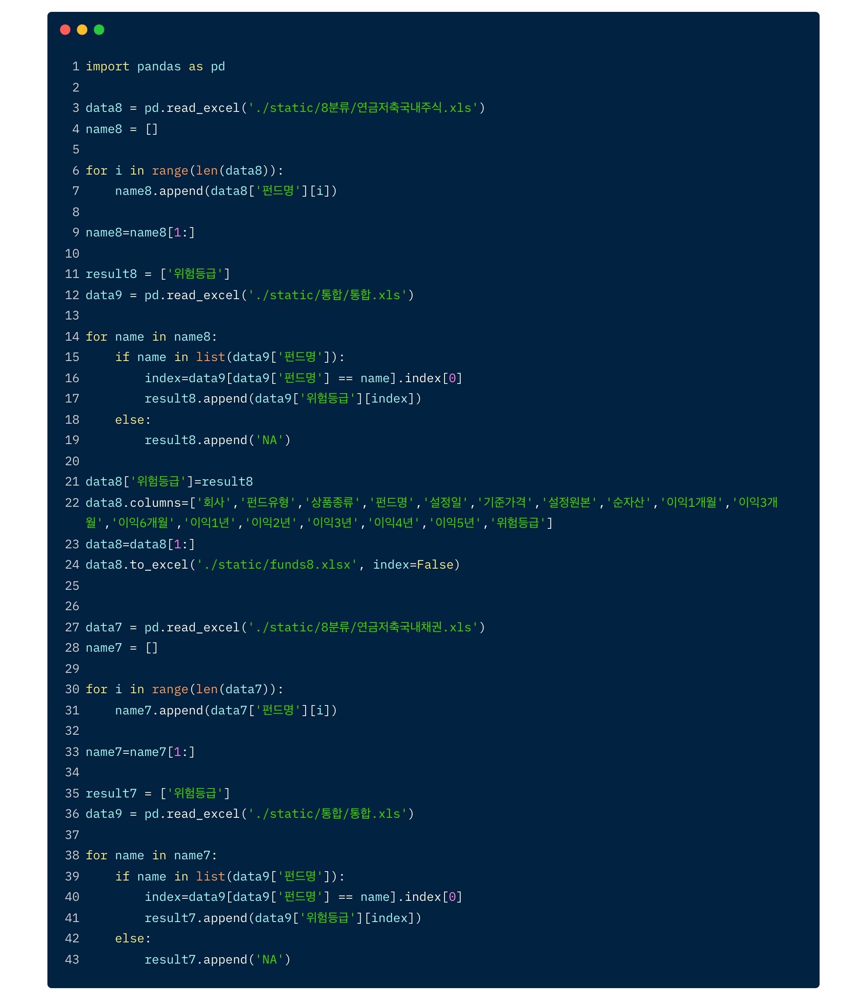 1 import pandas as pd
2
3 data8 = pd.read_excel('./static/8분류/연금저축국내주식.xls')
4 name8 = []
5
6 for i in range(len(data8)):
7     name8.append(data8['펀드명'][i])
8
9 name8=name8[1:]
10
11 result8 = ['위험등급']
12 data9 = pd.read_excel('./static/통합/통합.xls')
13
14 for name in name8:
15     if name in list(data9['펀드명']):
16         index=data9[data9['펀드명'] == name].index[0]
17         result8.append(data9['위험등급'][index])
18     else:
19         result8.append('NA')
20
21 data8['위험등급']=result8
22 data8.columns=['회사','펀드유형','상품종류','펀드명','설정일','기준가격','설정원본','순자산','이익1개월','이익3개
월','이익6개월','이익1년','이익2년','이익3년','이익4년','이익5년','위험등급']
23 data8=data8[1:]
24 data8.to_excel('./static/funds8.xlsx', index=False)
25
26
27 data7 = pd.read_excel('./static/8분류/연금저축국내채권.xls')
28 name7 = []
29
30 for i in range(len(data7)):
31     name7.append(data7['펀드명'][i])
32
33 name7=name7[1:]
34
35 result7 = ['위험등급']
36 data9 = pd.read_excel('./static/통합/통합.xls')
37
38 for name in name7:
39     if name in list(data9['펀드명']):
40         index=data9[data9['펀드명'] == name].index[0]
41         result7.append(data9['위험등급'][index])
42     else:
43         result7.append('NA')